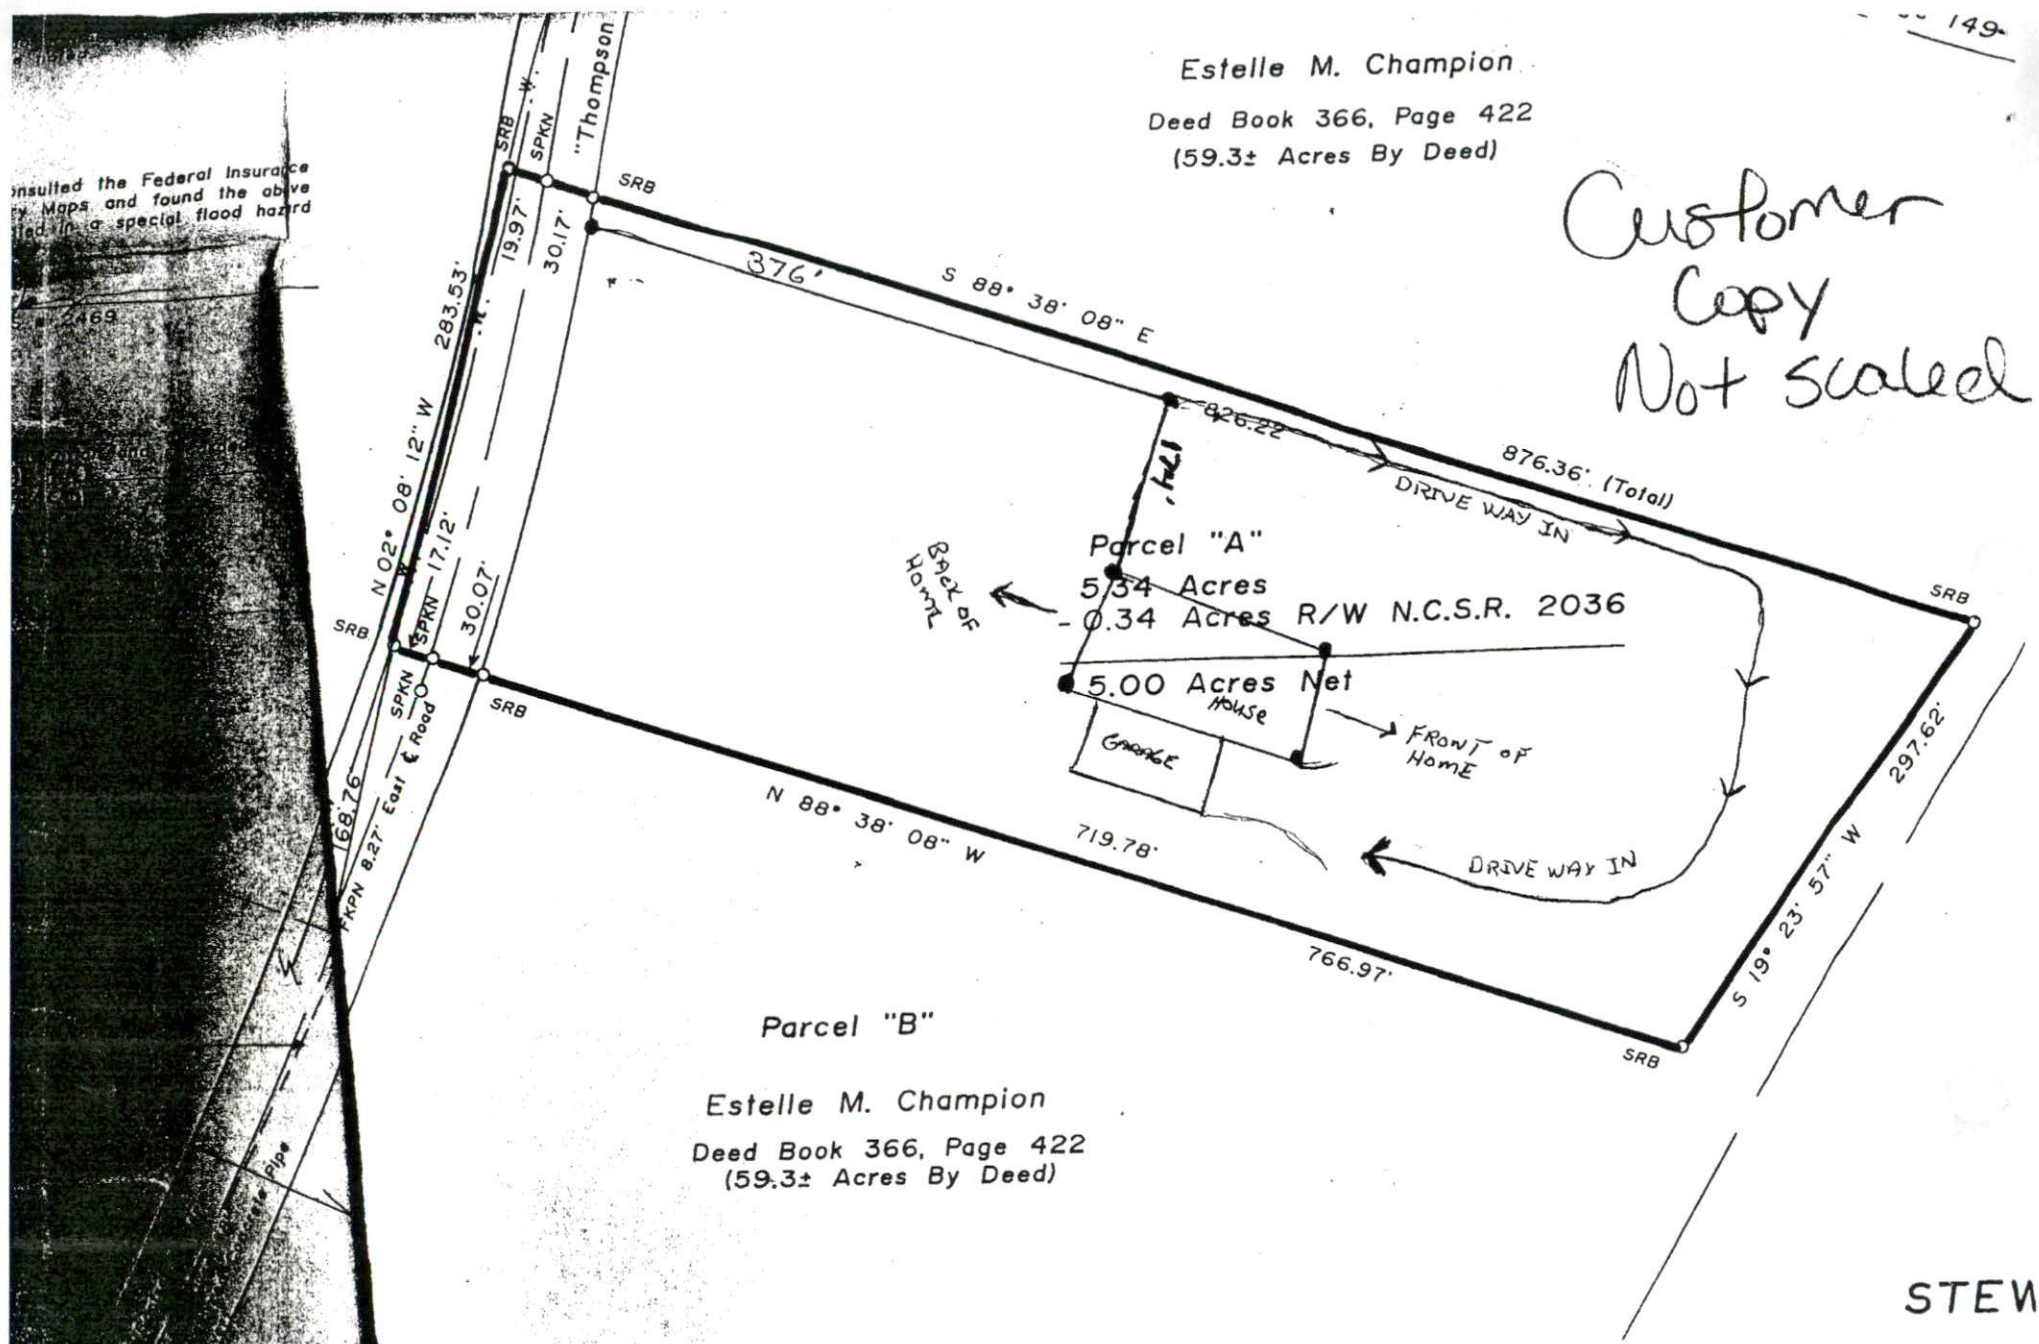 149
Estelle M. Champion
Deed Book 366, Page 422
(59.3± Acres By Deed)
Customer
Copy
Not scaled
"Thompson
SRB
SPKN
SRB
onsulted the Federal Insurance
y Maps and found the above
in a special flood hazard
2469
19.97'
30.17'
283.53'
N 02° 08' 12" W
376'
S 88° 38' 08" E
826.22
876.36' (Total)
DRIVE WAY IN
Parcel "A"
5.34 Acres
- 0.34 Acres R/W N.C.S.R. 2036
5.00 Acres Net
BACK OF
HOME
HOUSE
GARAGE
FRONT OF
HOME
DRIVE WAY IN
SRB
297.62'
S 19° 23' 57" W
SRB
SRB
SPKN 17.12'
30.07'
SPKN
SRB
168.76'
FKPN 8.27' East ℄ Road
N 88° 38' 08" W
719.78'
766.97'
Parcel "B"
Estelle M. Champion
Deed Book 366, Page 422
(59.3± Acres By Deed)
Pipe
STEW